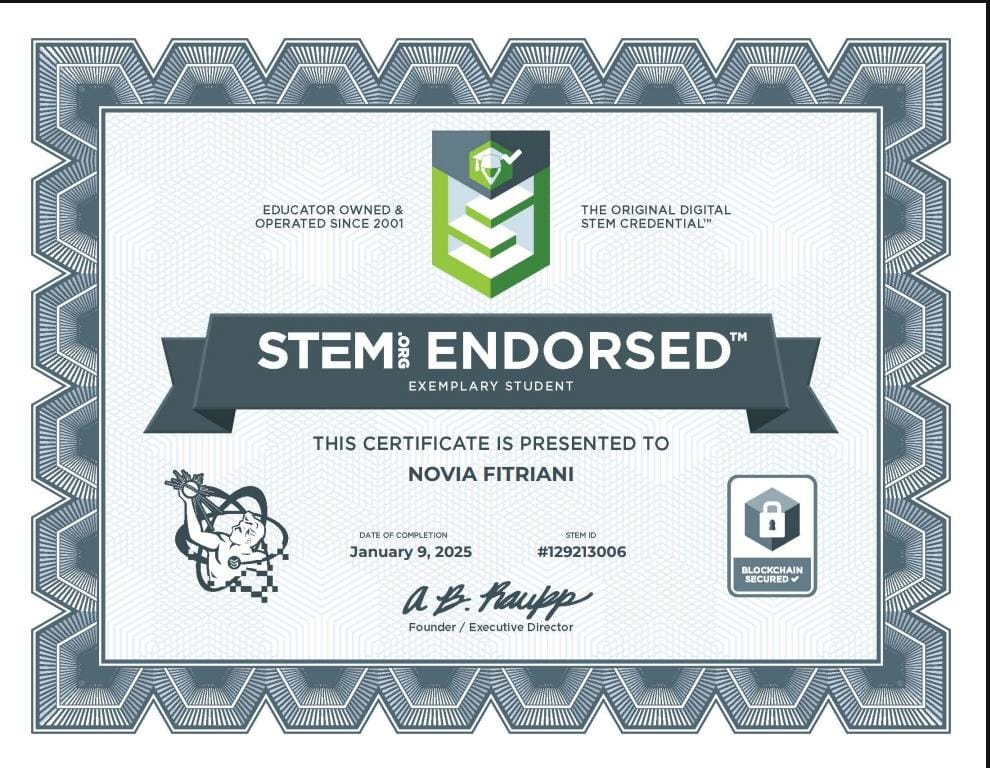 EDUCATOR OWNED &
OPERATED SINCE 2001
THE ORIGINAL DIGITAL
STEM CREDENTIAL™
STEM.ORG ENDORSED™
EXEMPLARY STUDENT
THIS CERTIFICATE IS PRESENTED TO
NOVIA FITRIANI
DATE OF COMPLETION
January 9, 2025
STEM ID
#129213006
BLOCKCHAIN
SECURED ✓
A B. Raupp
Founder / Executive Director